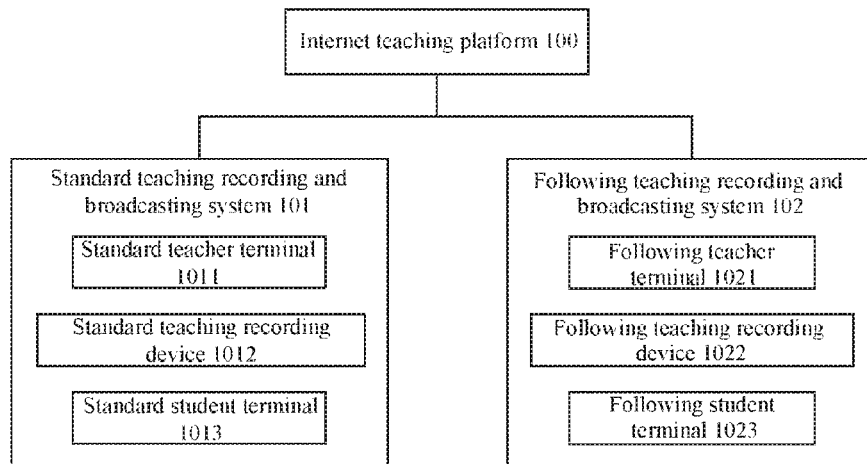 Internet teaching platform 100
Standard teaching recording and
broadcasting system 101
Standard teacher terminal
1011
Standard teaching recording
device 1012
Standard student terminal
1013
Following teaching recording and
broadcasting system 102
Following teacher
terminal 1021
Following teaching recording
device 1022
Following student
terminal 1023